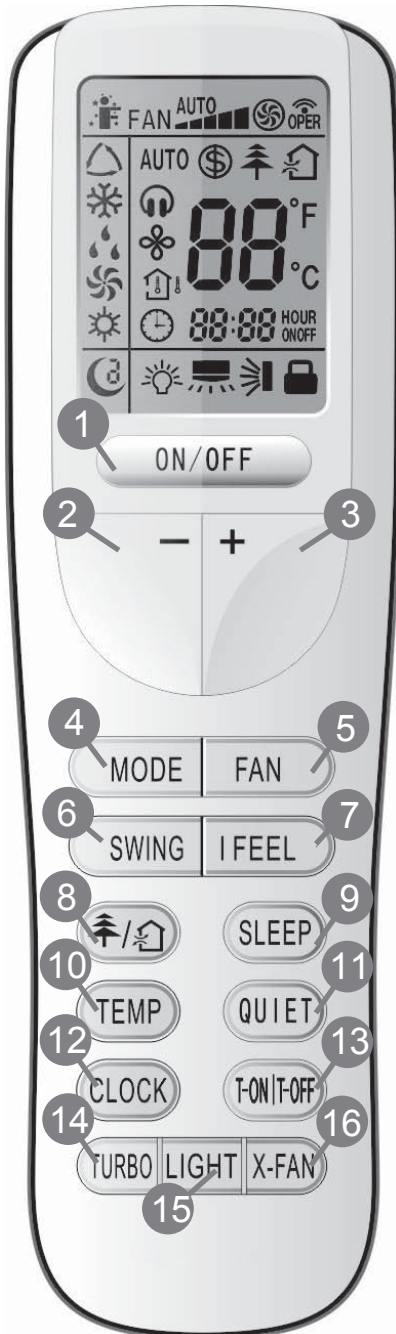 FAN AUTO OPER
AUTO
88 °F
°C
88:88 HOUR
ON OFF
1
ON/OFF
2 3
− +
4 5
MODE FAN
6 7
SWING I FEEL
8 9
/ SLEEP
10 11
TEMP QUIET
12 13
CLOCK T-ON|T-OFF
14 16
TURBO LIGHT X-FAN
15